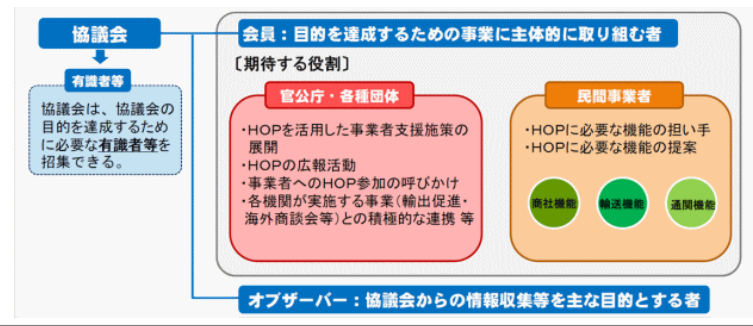 協議会
有識者等
協議会は、協議会の
目的を達成するため
に必要な有識者等を
招集できる。
会員：目的を達成するための事業に主体的に取り組む者
〔期待する役割〕
官公庁・各種団体
・HOPを活用した事業者支援施策の
展開
・HOPの広報活動
・事業者へのHOP参加の呼びかけ
・各機関が実施する事業（輸出促進・
海外商談会等）との積極的な連携 等
民間事業者
・HOPに必要な機能の担い手
・HOPに必要な機能の提案
商社機能
輸送機能
通関機能
オブザーバー：協議会からの情報収集等を主な目的とする者